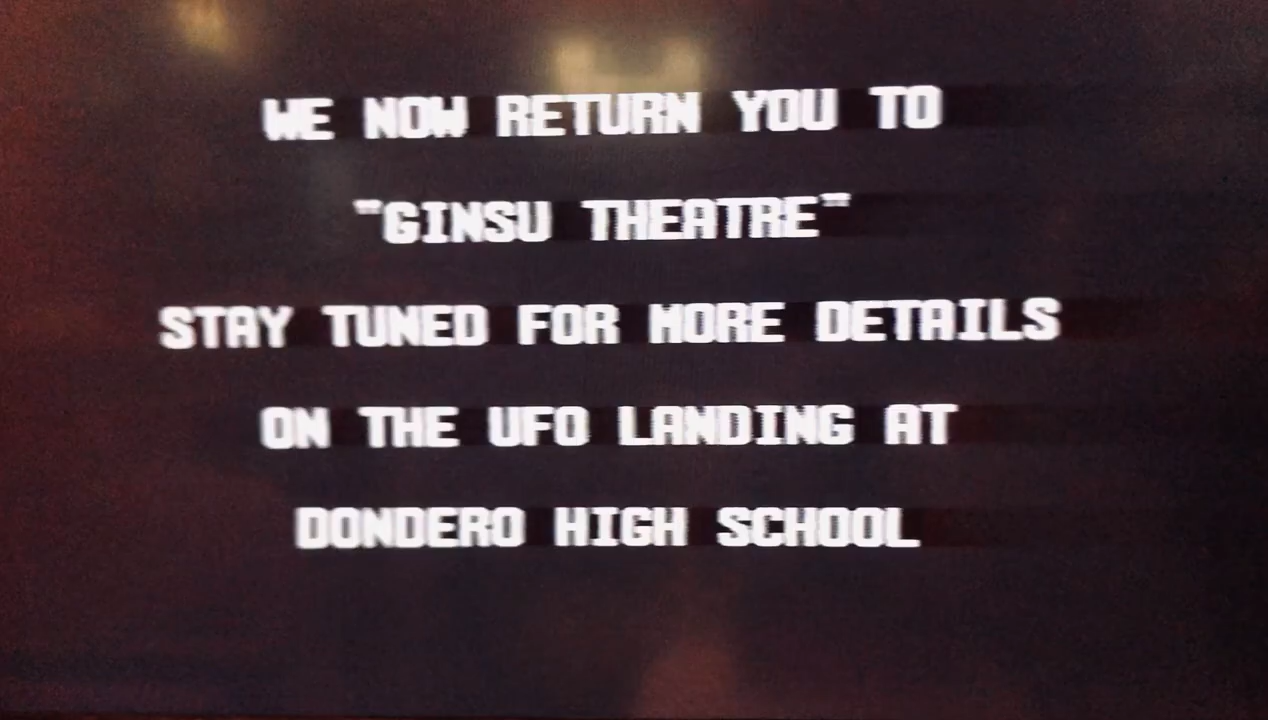 WE NOW RETURN YOU TO
"GINSU THEATRE"
STAY TUNED FOR MORE DETAILS
ON THE UFO LANDING AT
DONDERO HIGH SCHOOL